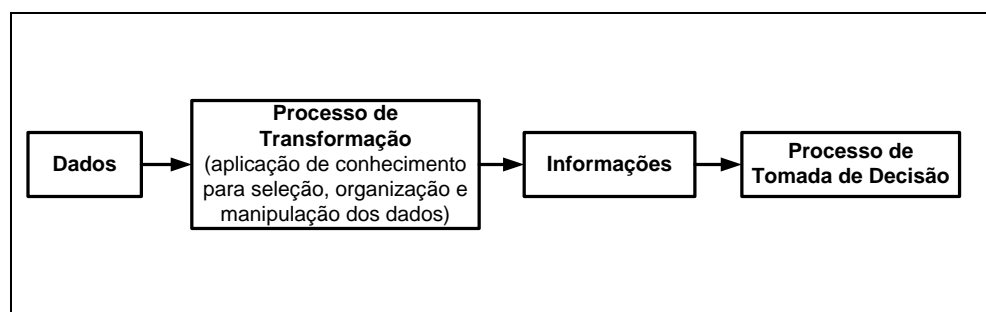 Dados
Processo de
Transformação
(aplicação de conhecimento
para seleção, organização e
manipulação dos dados)
Informações
Processo de
Tomada de Decisão